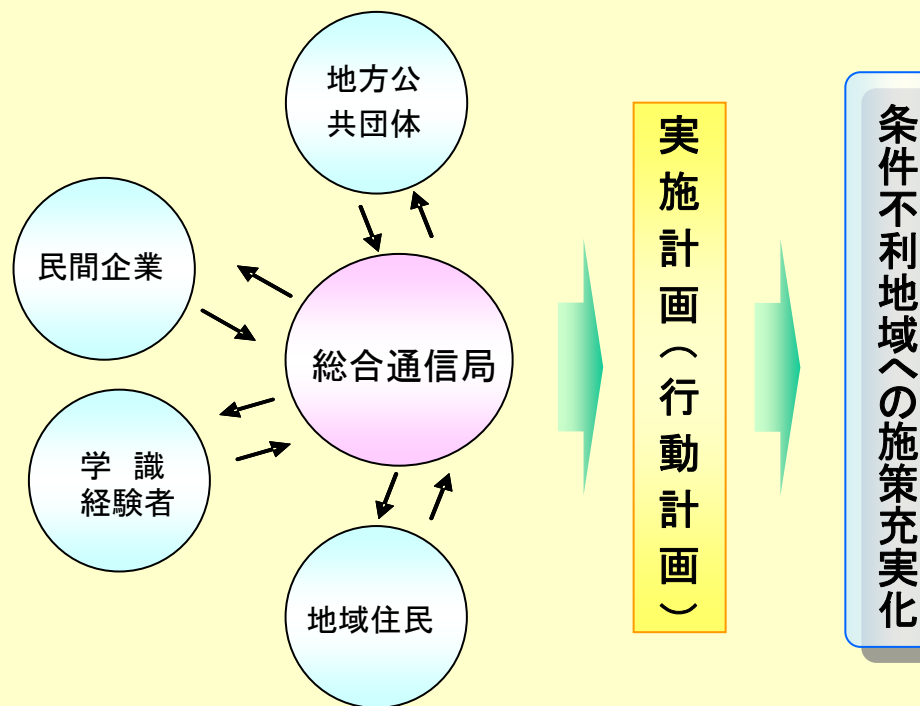 地方公
共団体
民間企業
総合通信局
学 識
経験者
地域住民
実施計画(行動計画)
条件不利地域への施策充実化